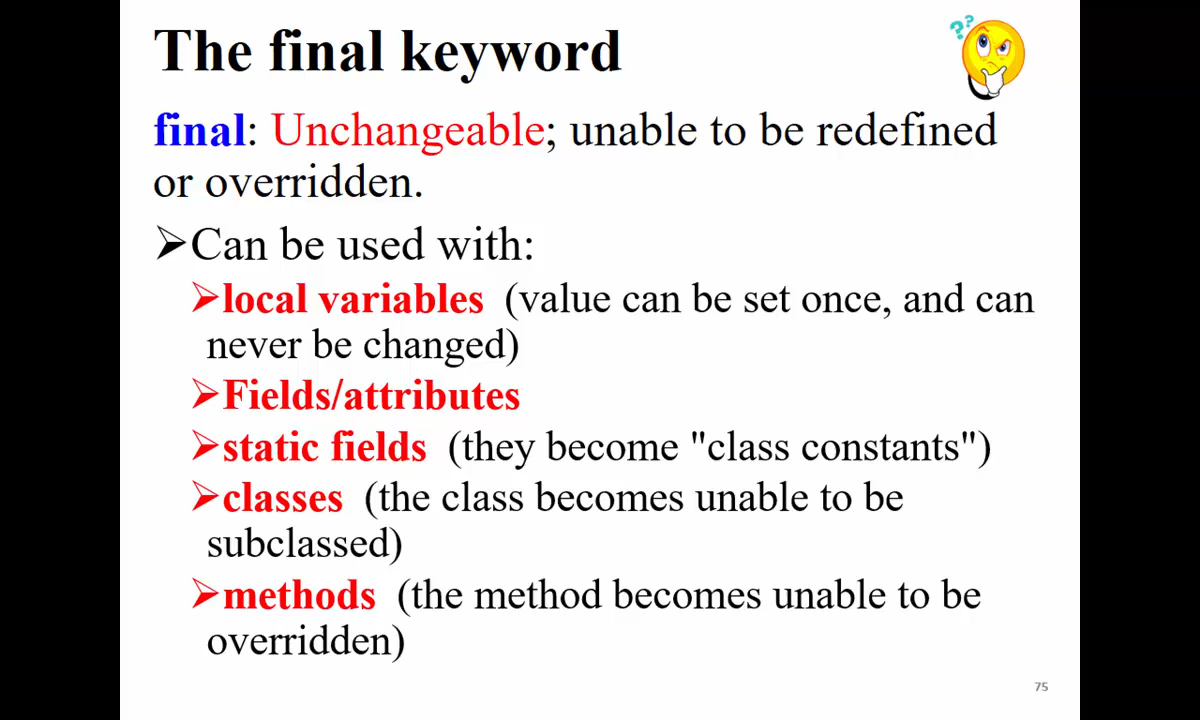 The final keyword
??
final: Unchangeable; unable to be redefined
or overridden.
➢Can be used with:
➢local variables (value can be set once, and can
never be changed)
➢Fields/attributes
➢static fields (they become "class constants")
➢classes (the class becomes unable to be
subclassed)
➢methods (the method becomes unable to be
overridden)
75